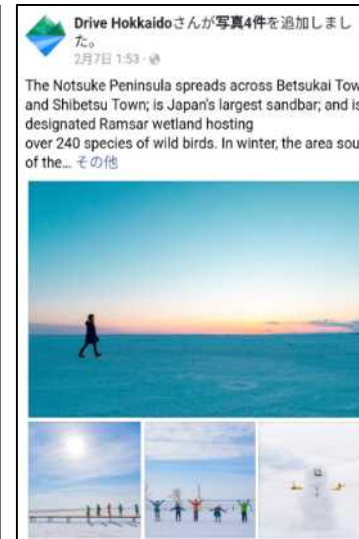 Drive Hokkaidoさんが写真4件を追加しまし
た。
2月7日 1:53 ·
The Notsuke Peninsula spreads across Betsukai Tow
and Shibetsu Town; is Japan's largest sandbar; and is
designated Ramsar wetland hosting
over 240 species of wild birds. In winter, the area sou
of the... その他